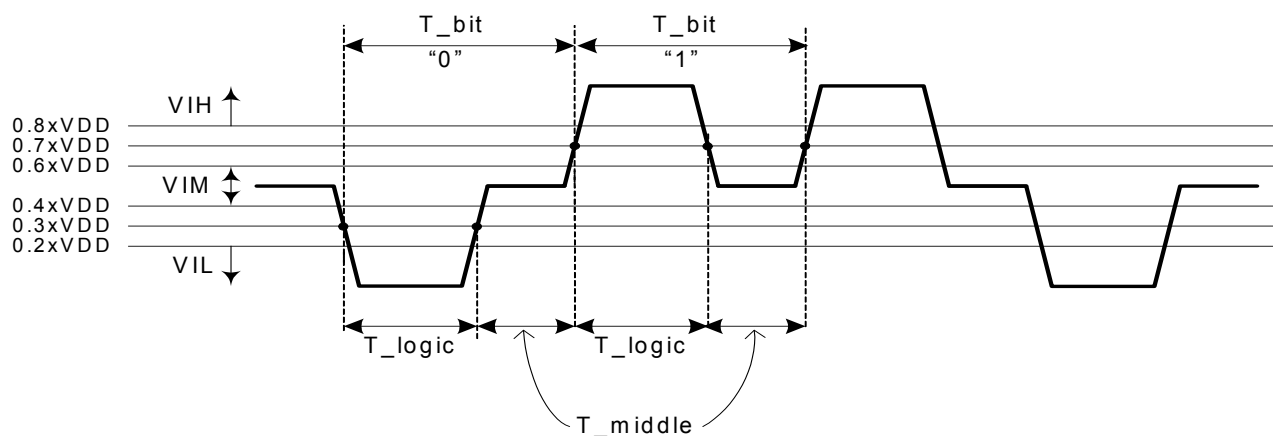 T_bit T_bit
“0” “1”
VIH
0.8xVDD
0.7xVDD
0.6xVDD
VIM
0.4xVDD
0.3xVDD
0.2xVDD
VIL
T_logic T_logic
T_middle